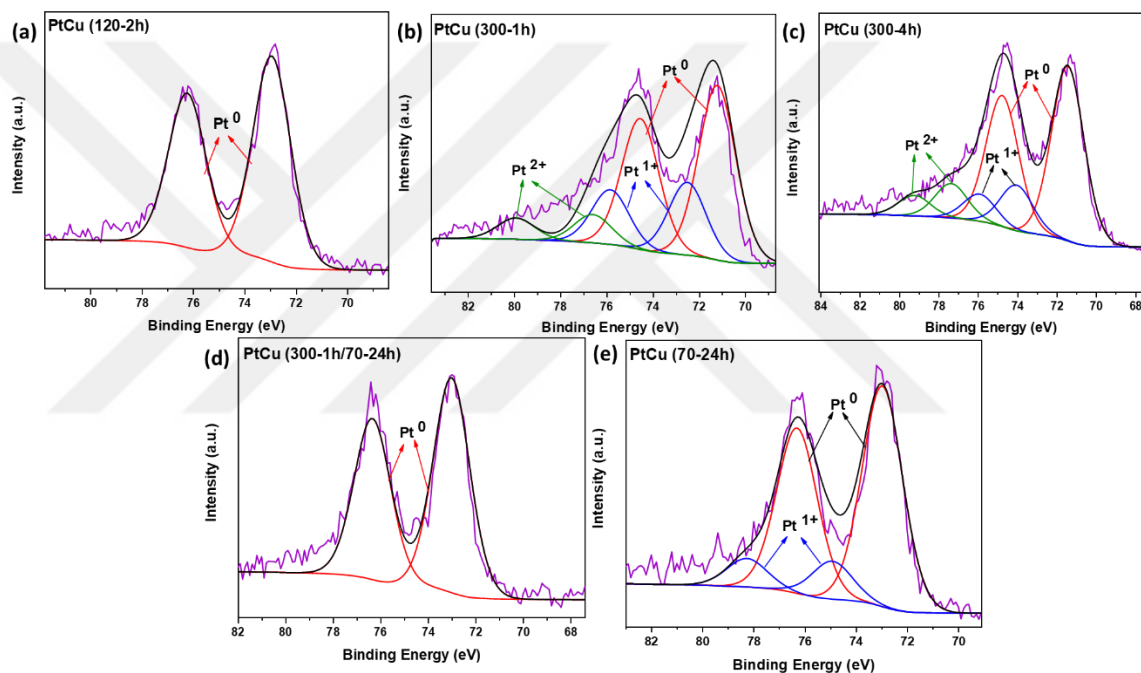 (a)
PtCu (120-2h)
Pt 0
Intensity (a.u.)
80 78 76 74 72 70
Binding Energy (eV)
(b)
PtCu (300-1h)
Pt 0
Pt 2+
Pt 1+
Intensity (a.u.)
82 80 78 76 74 72 70
Binding Energy (eV)
(c)
PtCu (300-4h)
Pt 0
Pt 2+
Pt 1+
Intensity (a.u.)
84 82 80 78 76 74 72 70 68
Binding Energy (eV)
(d)
PtCu (300-1h/70-24h)
Pt 0
Intensity (a.u.)
82 80 78 76 74 72 70 68
Binding Energy (eV)
(e)
PtCu (70-24h)
Pt 0
Pt 1+
Intensity (a.u.)
82 80 78 76 74 72 70
Binding Energy (eV)